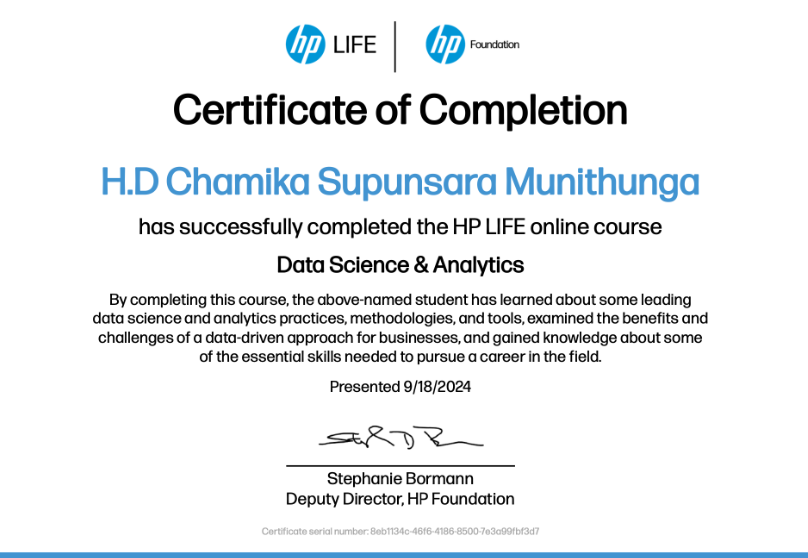 hp LIFE hp Foundation
Certificate of Completion
H.D Chamika Supunsara Munithunga
has successfully completed the HP LIFE online course
Data Science & Analytics
By completing this course, the above-named student has learned about some leading
data science and analytics practices, methodologies, and tools, examined the benefits and
challenges of a data-driven approach for businesses, and gained knowledge about some
of the essential skills needed to pursue a career in the field.
Presented 9/18/2024
Stephanie Bormann
Deputy Director, HP Foundation
Certificate serial number: 8eb1134c-46f6-4186-8500-7e3a99fbf3d7